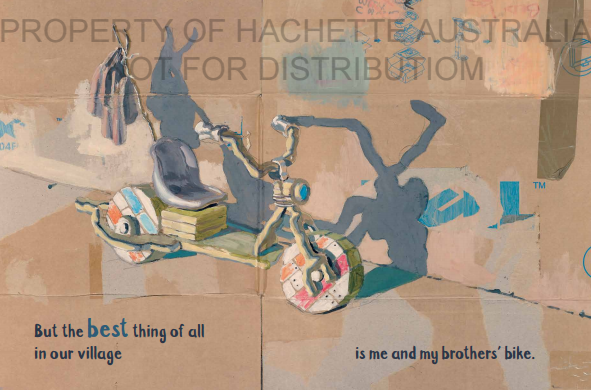 PROPERTY OF HACHETTE AUSTRALIA
NOT FOR DISTRIBUTIOM
TM
But the best thing of all
in our village
is me and my brothers' bike.